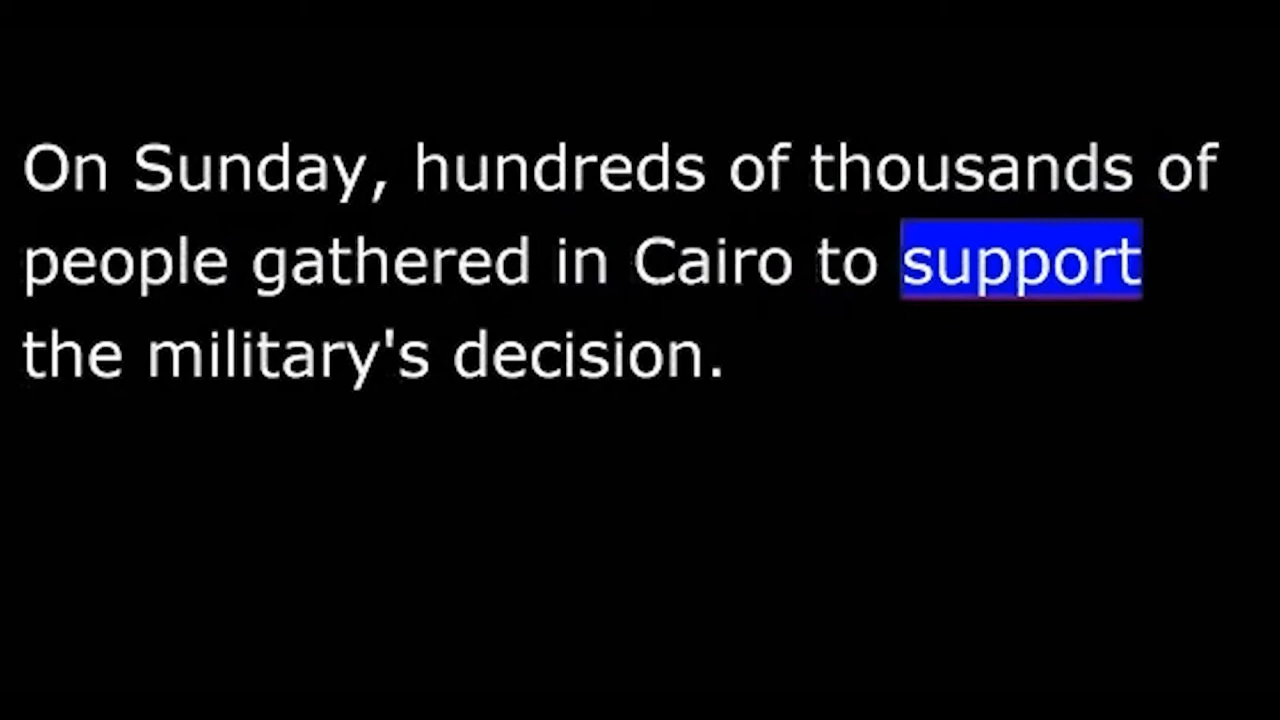 On Sunday, hundreds of thousands of
people gathered in Cairo to support
the military's decision.